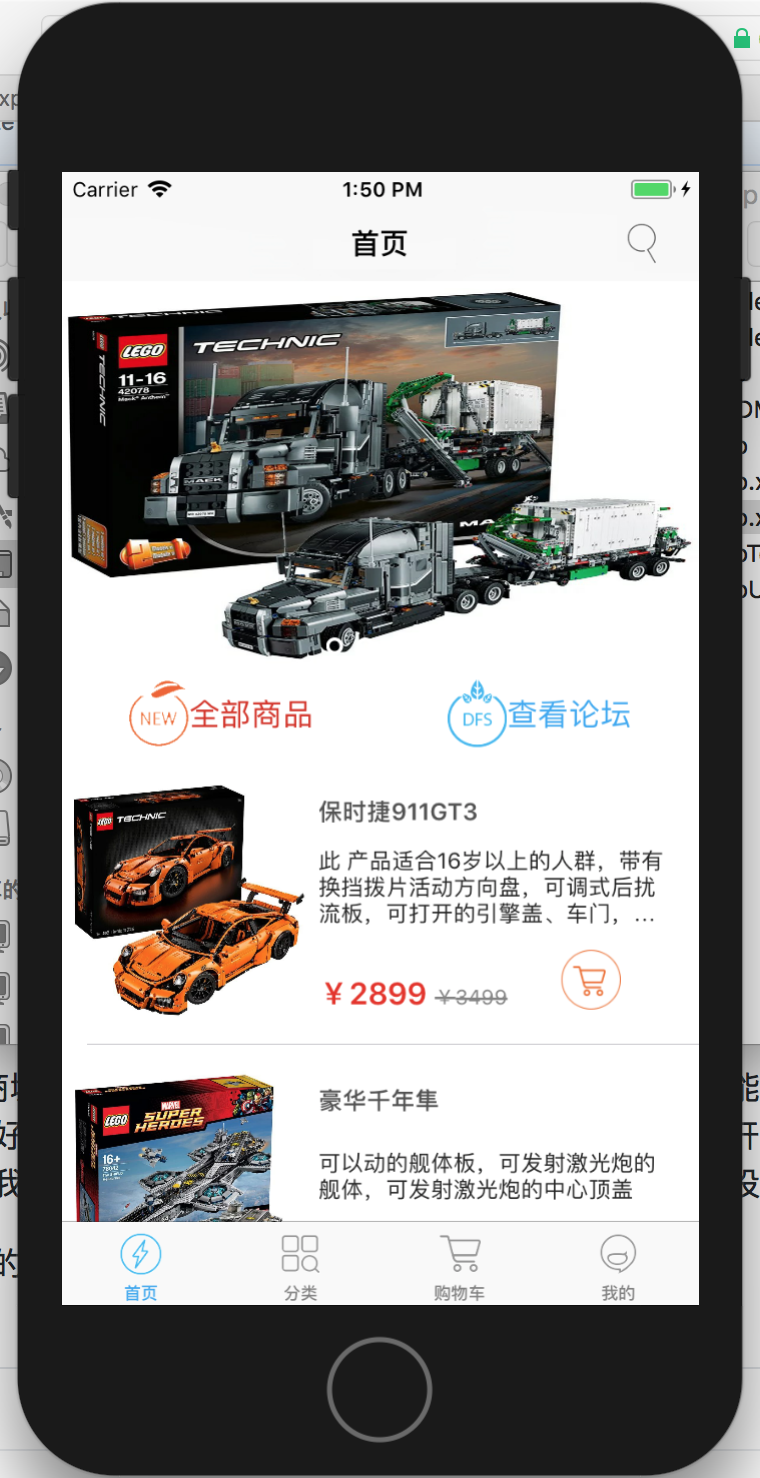 Carrier
1:50 PM
首页
LEGO
TECHNIC
11-16
42078
Mack® Anthem™
TECHNIC
MACK
MA
NEW 全部商品
DFS 查看论坛
LEGO TECHNIC
保时捷911GT3
此 产品适合16岁以上的人群，带有
换挡拨片活动方向盘，可调式后扰
流板，可打开的引擎盖、车门，...
￥2899 ￥3499
LEGO
MARVEL
SUPER
HEROES
16+
豪华千年隼
可以动的舰体板，可发射激光炮的
舰体，可发射激光炮的中心顶盖
首页
分类
购物车
我的